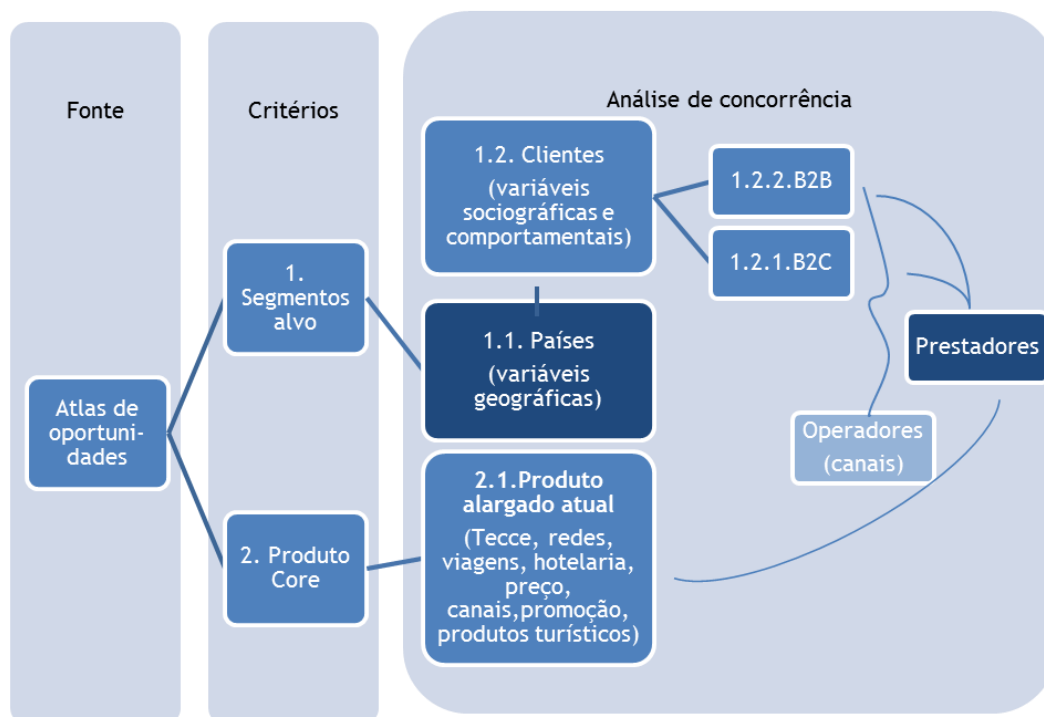 Fonte
Critérios
Análise de concorrência
Atlas de
oportuni-
dades
1.
Segmentos
alvo
2. Produto
Core
1.2. Clientes
(variáveis
sociográficas e
comportamentais)
1.1. Países
(variáveis
geográficas)
2.1.Produto
alargado atual
(Tecce, redes,
viagens, hotelaria,
preço,
canais,promoção,
produtos turísticos)
1.2.2.B2B
1.2.1.B2C
Prestadores
Operadores
(canais)